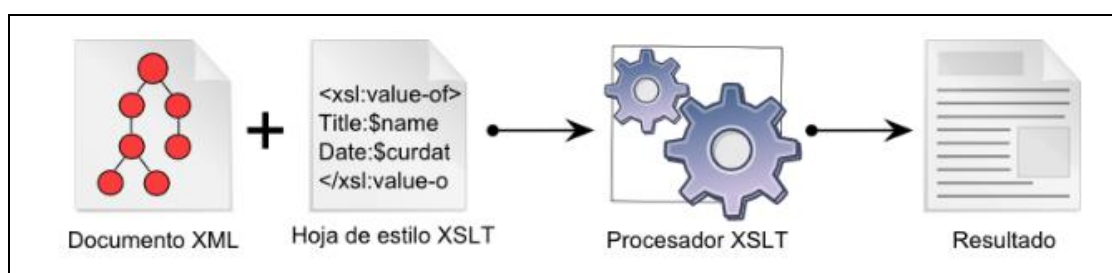 <xsl:value-of>
Title:$name
Date:$curdat
</xsl:value-o
+
Documento XML
Hoja de estilo XSLT
Procesador XSLT
Resultado